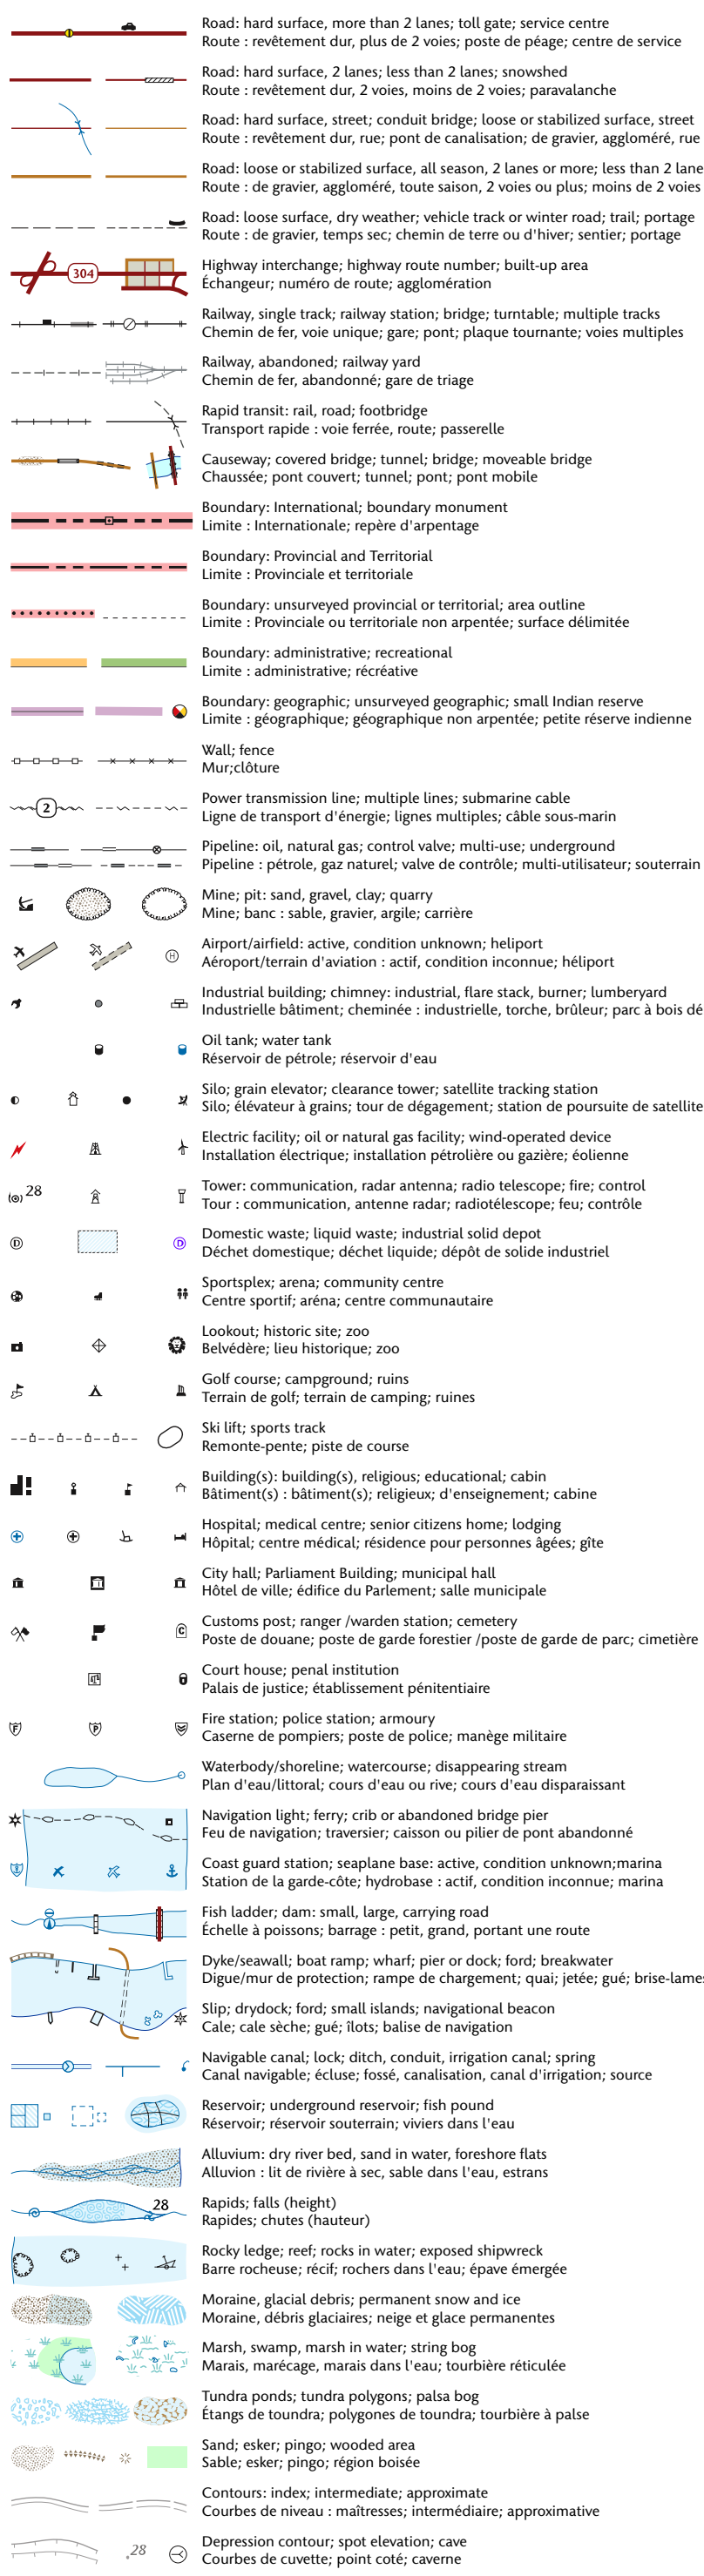 Road: hard surface, more than 2 lanes; toll gate; service centre
Route : revêtement dur, plus de 2 voies; poste de péage; centre de service
Road: hard surface, 2 lanes; less than 2 lanes; snowshed
Route : revêtement dur, 2 voies, moins de 2 voies; paravalanche
Road: hard surface, street; conduit bridge; loose or stabilized surface, street
Route : revêtement dur, rue; pont de canalisation; de gravier, aggloméré, rue
Road: loose or stabilized surface, all season, 2 lanes or more; less than 2 lane
Route : de gravier, aggloméré, toute saison, 2 voies ou plus; moins de 2 voies
Road: loose surface, dry weather; vehicle track or winter road; trail; portage
Route : de gravier, temps sec; chemin de terre ou d'hiver; sentier; portage
304
Highway interchange; highway route number; built-up area
Échangeur; numéro de route; agglomération
Railway, single track; railway station; bridge; turntable; multiple tracks
Chemin de fer, voie unique; gare; pont; plaque tournante; voies multiples
Railway, abandoned; railway yard
Chemin de fer, abandonné; gare de triage
Rapid transit: rail, road; footbridge
Transport rapide : voie ferrée, route; passerelle
Causeway; covered bridge; tunnel; bridge; moveable bridge
Chaussée; pont couvert; tunnel; pont; pont mobile
Boundary: International; boundary monument
Limite : Internationale; repère d'arpentage
Boundary: Provincial and Territorial
Limite : Provinciale et territoriale
Boundary: unsurveyed provincial or territorial; area outline
Limite : Provinciale ou territoriale non arpentée; surface délimitée
Boundary: administrative; recreational
Limite : administrative; récréative
Boundary: geographic; unsurveyed geographic; small Indian reserve
Limite : géographique; géographique non arpentée; petite réserve indienne
Wall; fence
Mur;clôture
2
Power transmission line; multiple lines; submarine cable
Ligne de transport d'énergie; lignes multiples; câble sous-marin
Pipeline: oil, natural gas; control valve; multi-use; underground
Pipeline : pétrole, gaz naturel; valve de contrôle; multi-utilisateur; souterrain
Mine; pit: sand, gravel, clay; quarry
Mine; banc : sable, gravier, argile; carrière
H
Airport/airfield: active, condition unknown; heliport
Aéroport/terrain d'aviation : actif, condition inconnue; héliport
Industrial building; chimney: industrial, flare stack, burner; lumberyard
Industrielle bâtiment; cheminée : industrielle, torche, brûleur; parc à bois dé
Oil tank; water tank
Réservoir de pétrole; réservoir d'eau
Silo; grain elevator; clearance tower; satellite tracking station
Silo; élévateur à grains; tour de dégagement; station de poursuite de satellite
Electric facility; oil or natural gas facility; wind-operated device
Installation électrique; installation pétrolière ou gazière; éolienne
28
Tower: communication, radar antenna; radio telescope; fire; control
Tour : communication, antenne radar; radiotélescope; feu; contrôle
D D
Domestic waste; liquid waste; industrial solid depot
Déchet domestique; déchet liquide; dépôt de solide industriel
Sportsplex; arena; community centre
Centre sportif; aréna; centre communautaire
Lookout; historic site; zoo
Belvédère; lieu historique; zoo
Golf course; campground; ruins
Terrain de golf; terrain de camping; ruines
Ski lift; sports track
Remonte-pente; piste de course
Building(s): building(s), religious; educational; cabin
Bâtiment(s) : bâtiment(s); religieux; d'enseignement; cabine
Hospital; medical centre; senior citizens home; lodging
Hôpital; centre médical; résidence pour personnes âgées; gîte
City hall; Parliament Building; municipal hall
Hôtel de ville; édifice du Parlement; salle municipale
C
Customs post; ranger /warden station; cemetery
Poste de douane; poste de garde forestier /poste de garde de parc; cimetière
Court house; penal institution
Palais de justice; établissement pénitentiaire
F P
Fire station; police station; armoury
Caserne de pompiers; poste de police; manège militaire
Waterbody/shoreline; watercourse; disappearing stream
Plan d'eau/littoral; cours d'eau ou rive; cours d'eau disparaissant
Navigation light; ferry; crib or abandoned bridge pier
Feu de navigation; traversier; caisson ou pilier de pont abandonné
Coast guard station; seaplane base: active, condition unknown;marina
Station de la garde-côte; hydrobase : actif, condition inconnue; marina
Fish ladder; dam: small, large, carrying road
Échelle à poissons; barrage : petit, grand, portant une route
Dyke/seawall; boat ramp; wharf; pier or dock; ford; breakwater
Digue/mur de protection; rampe de chargement; quai; jetée; gué; brise-lames
Slip; drydock; ford; small islands; navigational beacon
Cale; cale sèche; gué; îlots; balise de navigation
Navigable canal; lock; ditch, conduit, irrigation canal; spring
Canal navigable; écluse; fossé, canalisation, canal d'irrigation; source
Reservoir; underground reservoir; fish pound
Réservoir; réservoir souterrain; viviers dans l'eau
Alluvium: dry river bed, sand in water, foreshore flats
Alluvion : lit de rivière à sec, sable dans l'eau, estrans
28
Rapids; falls (height)
Rapides; chutes (hauteur)
Rocky ledge; reef; rocks in water; exposed shipwreck
Barre rocheuse; récif; rochers dans l'eau; épave émergée
Moraine, glacial debris; permanent snow and ice
Moraine, débris glaciaires; neige et glace permanentes
Marsh, swamp, marsh in water; string bog
Marais, marécage, marais dans l'eau; tourbière réticulée
Tundra ponds; tundra polygons; palsa bog
Étangs de toundra; polygones de toundra; tourbière à palse
Sand; esker; pingo; wooded area
Sable; esker; pingo; région boisée
Contours: index; intermediate; approximate
Courbes de niveau : maîtresses; intermédiaire; approximative
.28
Depression contour; spot elevation; cave
Courbes de cuvette; point coté; caverne